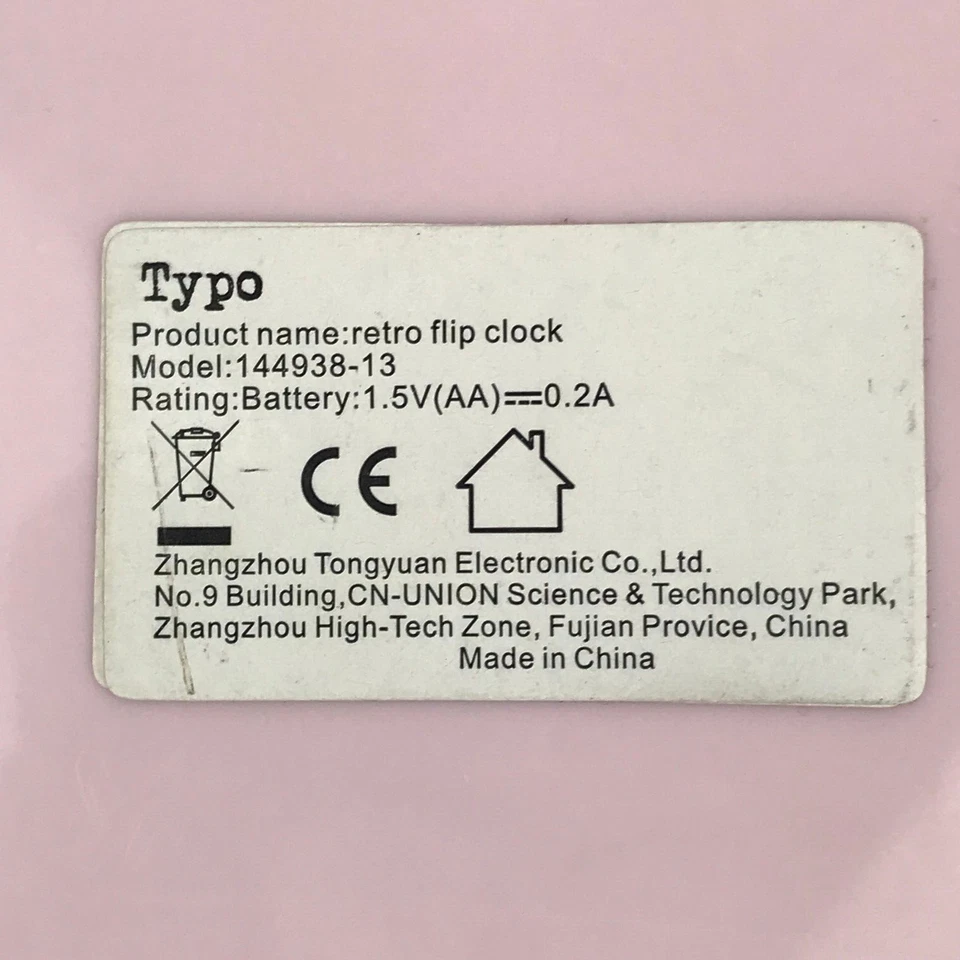 Typo
Product name:retro flip clock
Model:144938-13
Rating:Battery:1.5V(AA)⎓0.2A
CE
Zhangzhou Tongyuan Electronic Co.,Ltd.
No.9 Building,CN-UNION Science & Technology Park,
Zhangzhou High-Tech Zone, Fujian Provice, China
Made in China